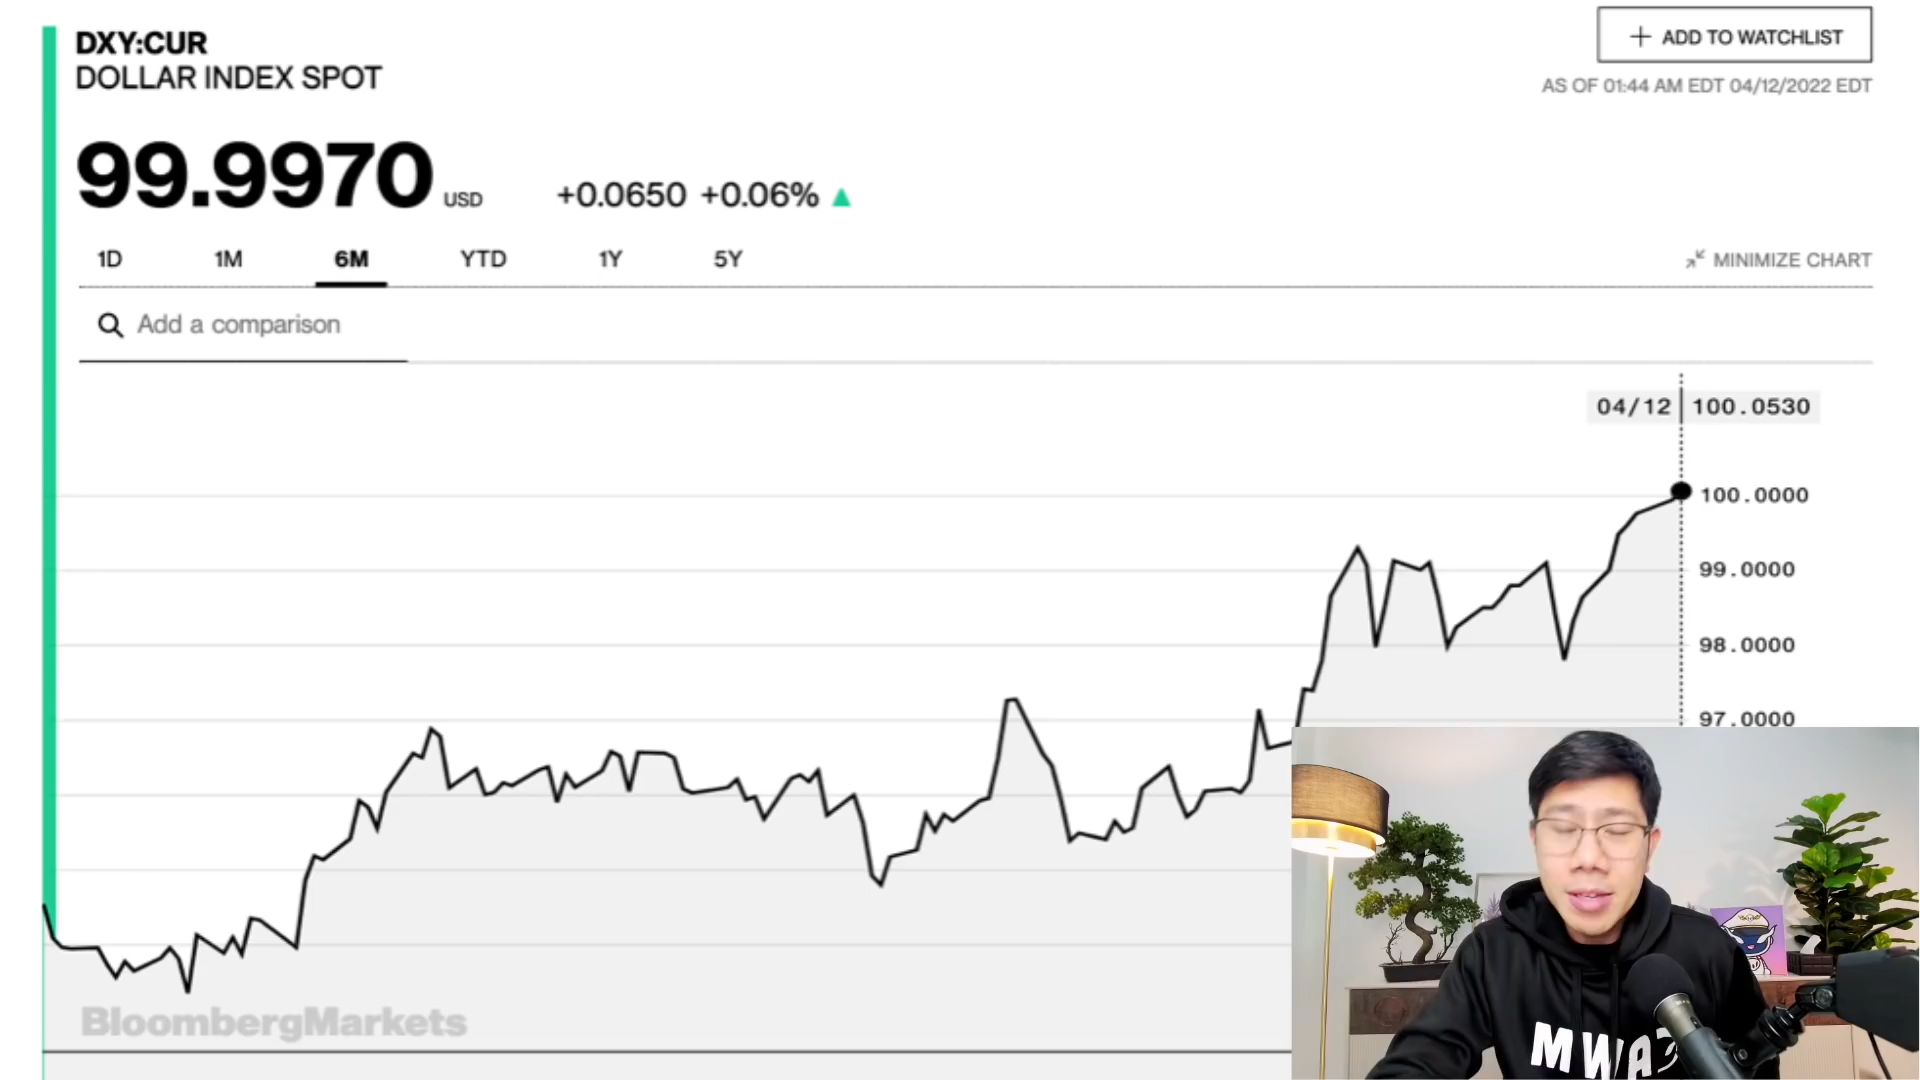 DXY:CUR
DOLLAR INDEX SPOT
+ ADD TO WATCHLIST
AS OF 01:44 AM EDT 04/12/2022 EDT
99.9970 USD +0.0650 +0.06%
1D 1M 6M YTD 1Y 5Y
MINIMIZE CHART
Add a comparison
04/12 100.0530
100.0000
99.0000
98.0000
97.0000
BloombergMarkets